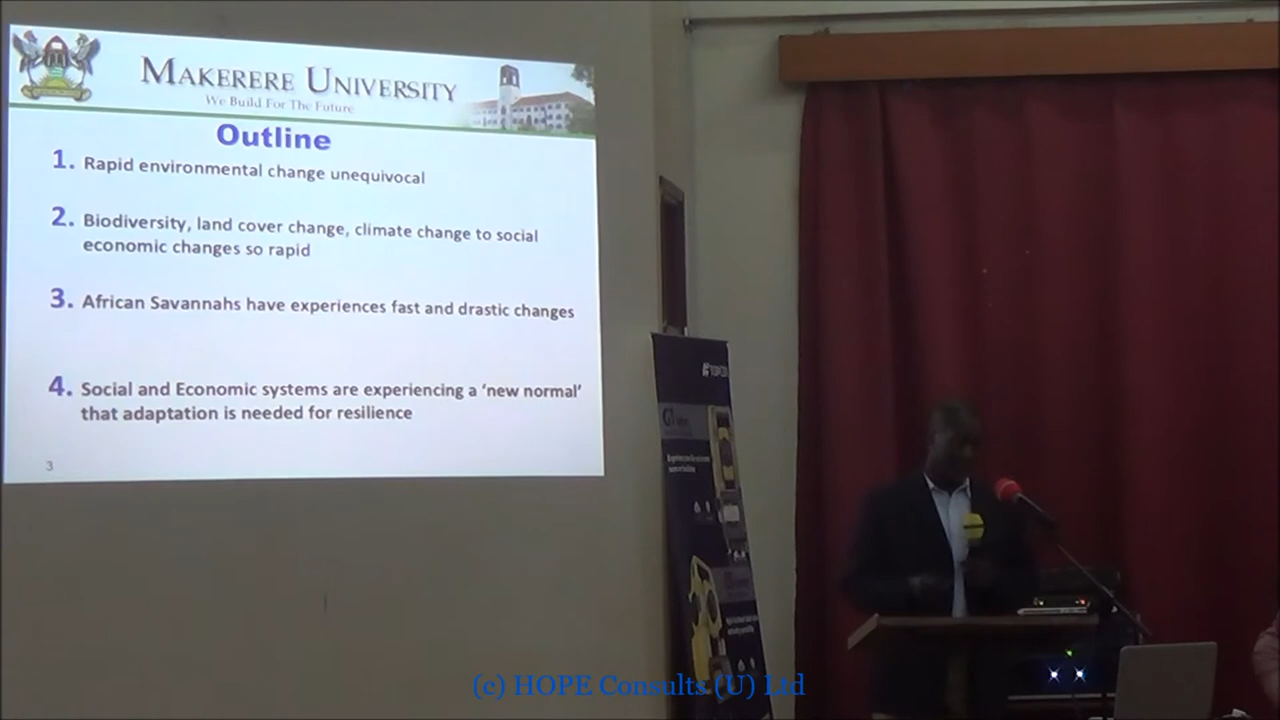 MAKERERE UNIVERSITY
We Build For The Future
Outline
1. Rapid environmental change unequivocal
2. Biodiversity, land cover change, climate change to social
economic changes so rapid
3. African Savannahs have experiences fast and drastic changes
4. Social and Economic systems are experiencing a ‘new normal’
that adaptation is needed for resilience
3
TOPCON
(c) HOPE Consults (U) Ltd